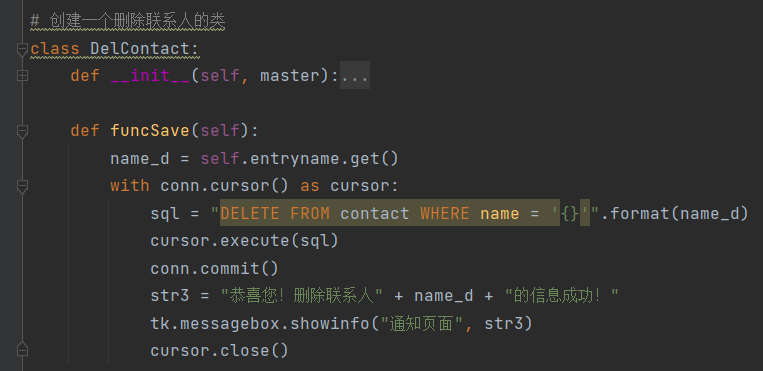 # 创建一个删除联系人的类
class DelContact:
    def __init__(self, master):...
    def funcSave(self):
        name_d = self.entryname.get()
        with conn.cursor() as cursor:
            sql = "DELETE FROM contact WHERE name = '{}'".format(name_d)
            cursor.execute(sql)
            conn.commit()
            str3 = "恭喜您！删除联系人" + name_d + "的信息成功！"
            tk.messagebox.showinfo("通知页面", str3)
            cursor.close()